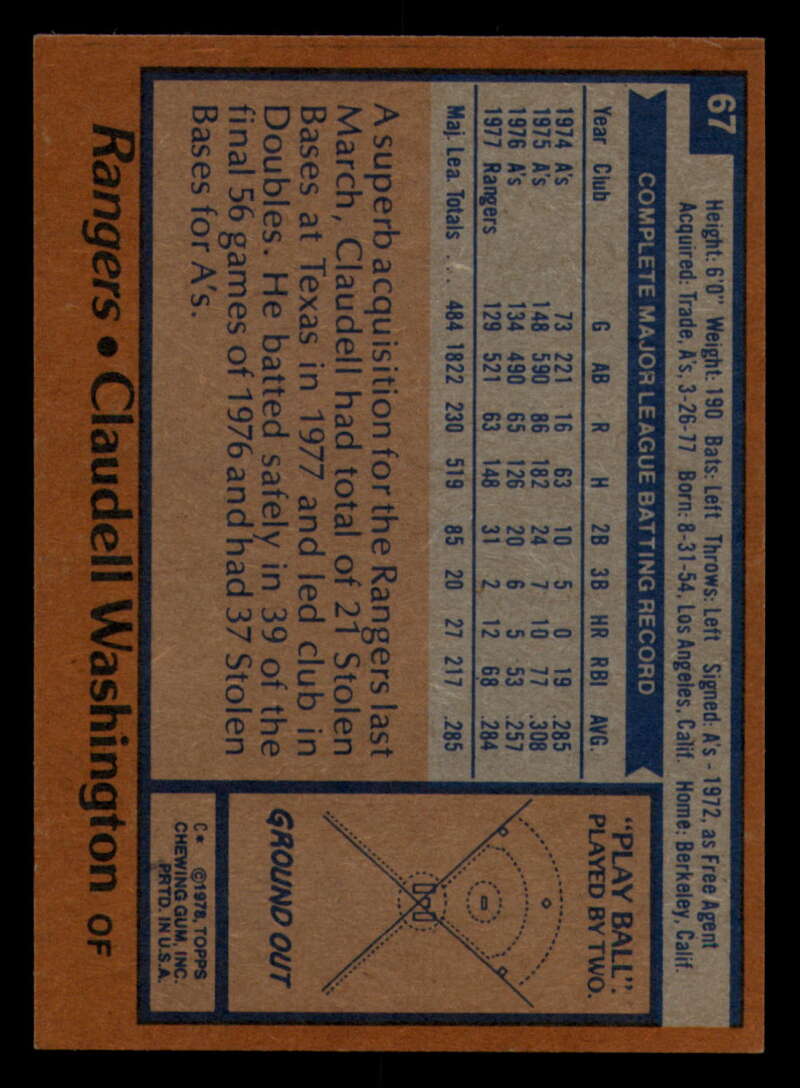 67
Height: 6'0" Weight: 190 Bats: Left Throws: Left Signed: A's - 1972, as Free Agent
Acquired: Trade, A's, 3-26-77 Born: 8-31-54, Los Angeles, Calif. Home: Berkeley, Calif.
COMPLETE MAJOR LEAGUE BATTING RECORD
Year Club G AB R H 2B 3B HR RBI AVG.
1974 A's 73 221 16 63 10 5 0 19 .285
1975 A's 148 590 86 182 24 7 10 77 .308
1976 A's 134 490 65 126 20 6 5 53 .257
1977 Rangers 129 521 63 148 31 2 12 68 .284
Maj. Lea. Totals ... 484 1822 230 519 85 20 27 217 .285
A superb acquisition for the Rangers last
March, Claudell had total of 21 Stolen
Bases at Texas in 1977 and led club in
Doubles. He batted safely in 39 of the
final 56 games of 1976 and had 37 Stolen
Bases for A's.
"PLAY BALL".
PLAYED BY TWO.
GROUND OUT
C* ©1978, TOPPS
CHEWING GUM, INC.
PRTD. IN U.S.A.
Rangers • Claudell Washington OF